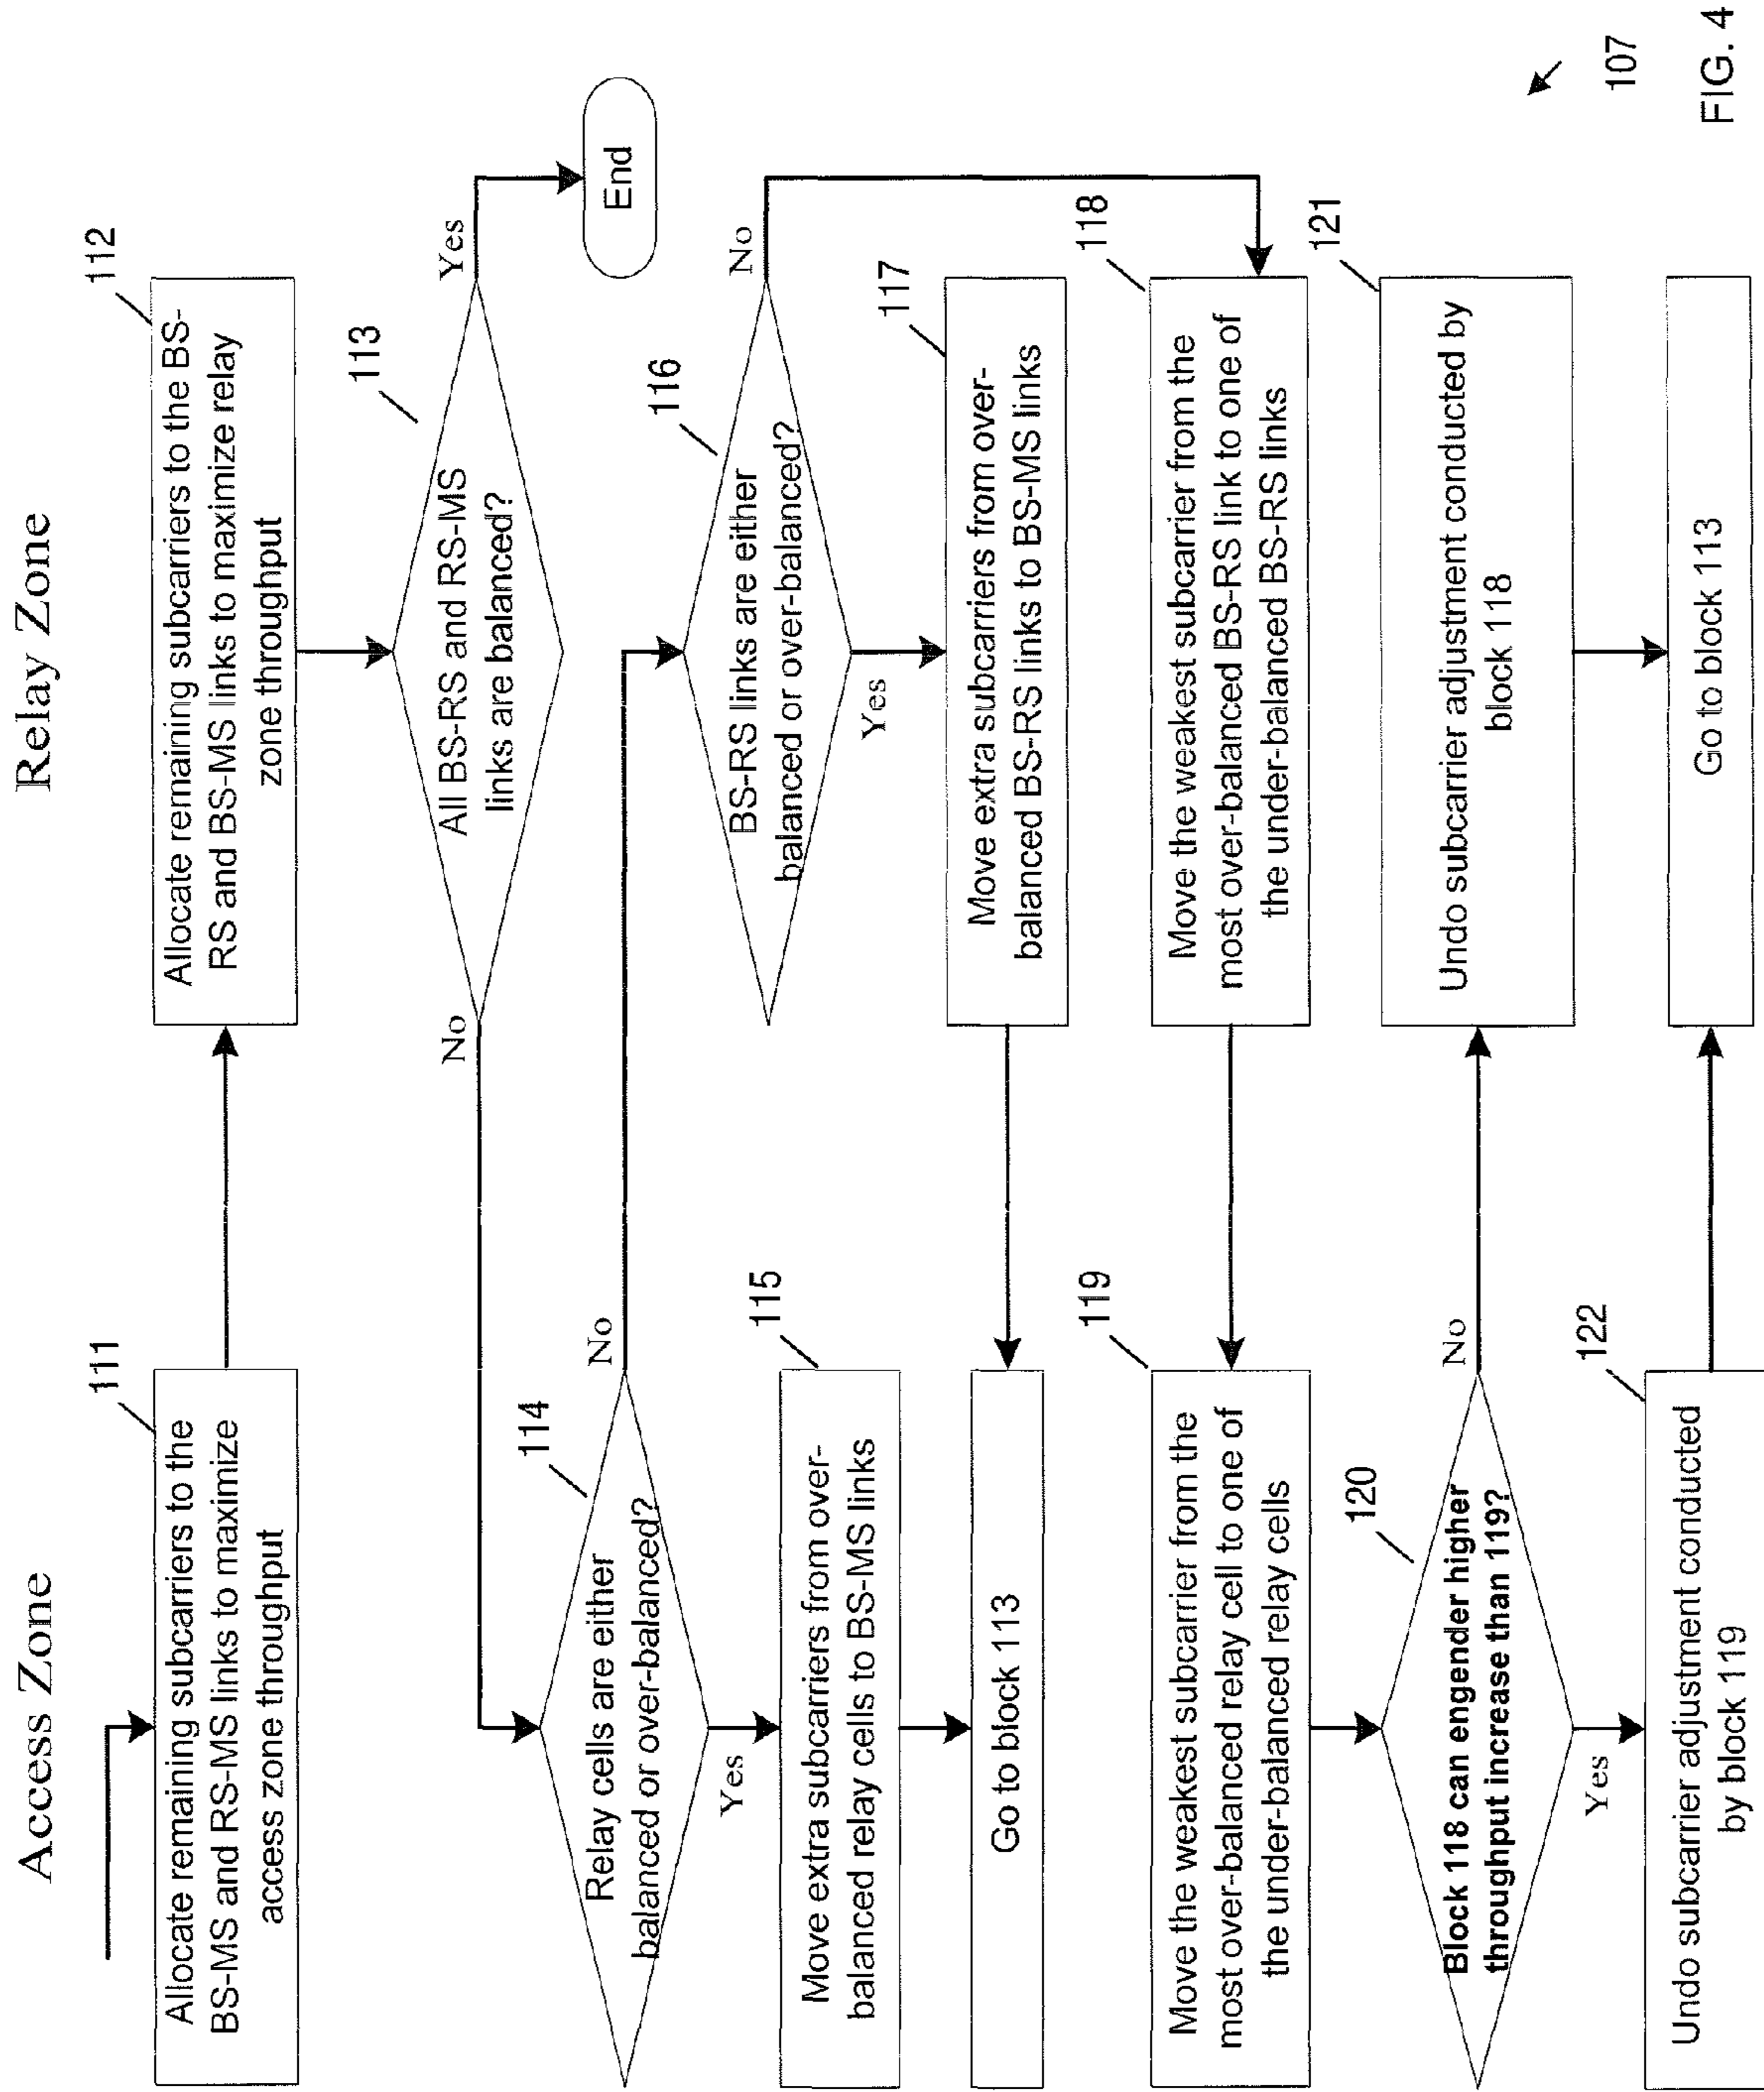 Access Zone
Relay Zone
111
Allocate remaining subcarriers to the
BS-MS and RS-MS links to maximize
access zone throughput
112
Allocate remaining subcarriers to the BS-
RS and BS-MS links to maximize relay
zone throughput
113
All BS-RS and RS-MS
links are balanced?
Yes
No
End
114
Relay cells are either
balanced or over-balanced?
No
Yes
116
BS-RS links are either
balanced or over-balanced?
No
Yes
115
Move extra subcarriers from over-
balanced relay cells to BS-MS links
117
Move extra subcarriers from over-
balanced BS-RS links to BS-MS links
Go to block 113
118
Move the weakest subcarrier from the
most over-balanced BS-RS link to one of
the under-balanced BS-RS links
119
Move the weakest subcarrier from the
most over-balanced relay cell to one of
the under-balanced relay cells
120
Block 118 can engender higher
throughput increase than 119?
No
Yes
121
Undo subcarrier adjustment conducted by
block 118
122
Undo subcarrier adjustment conducted
by block 119
Go to block 113
107
FIG. 4